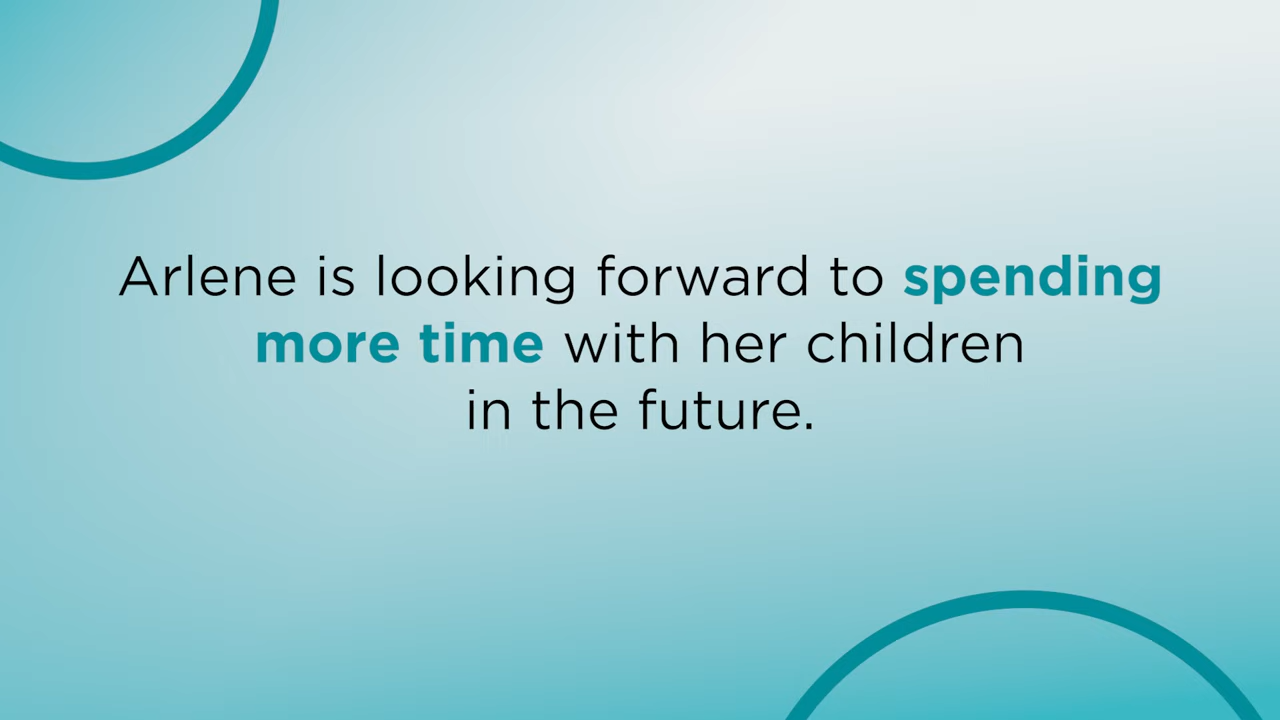 Arlene is looking forward to spending
more time with her children
in the future.